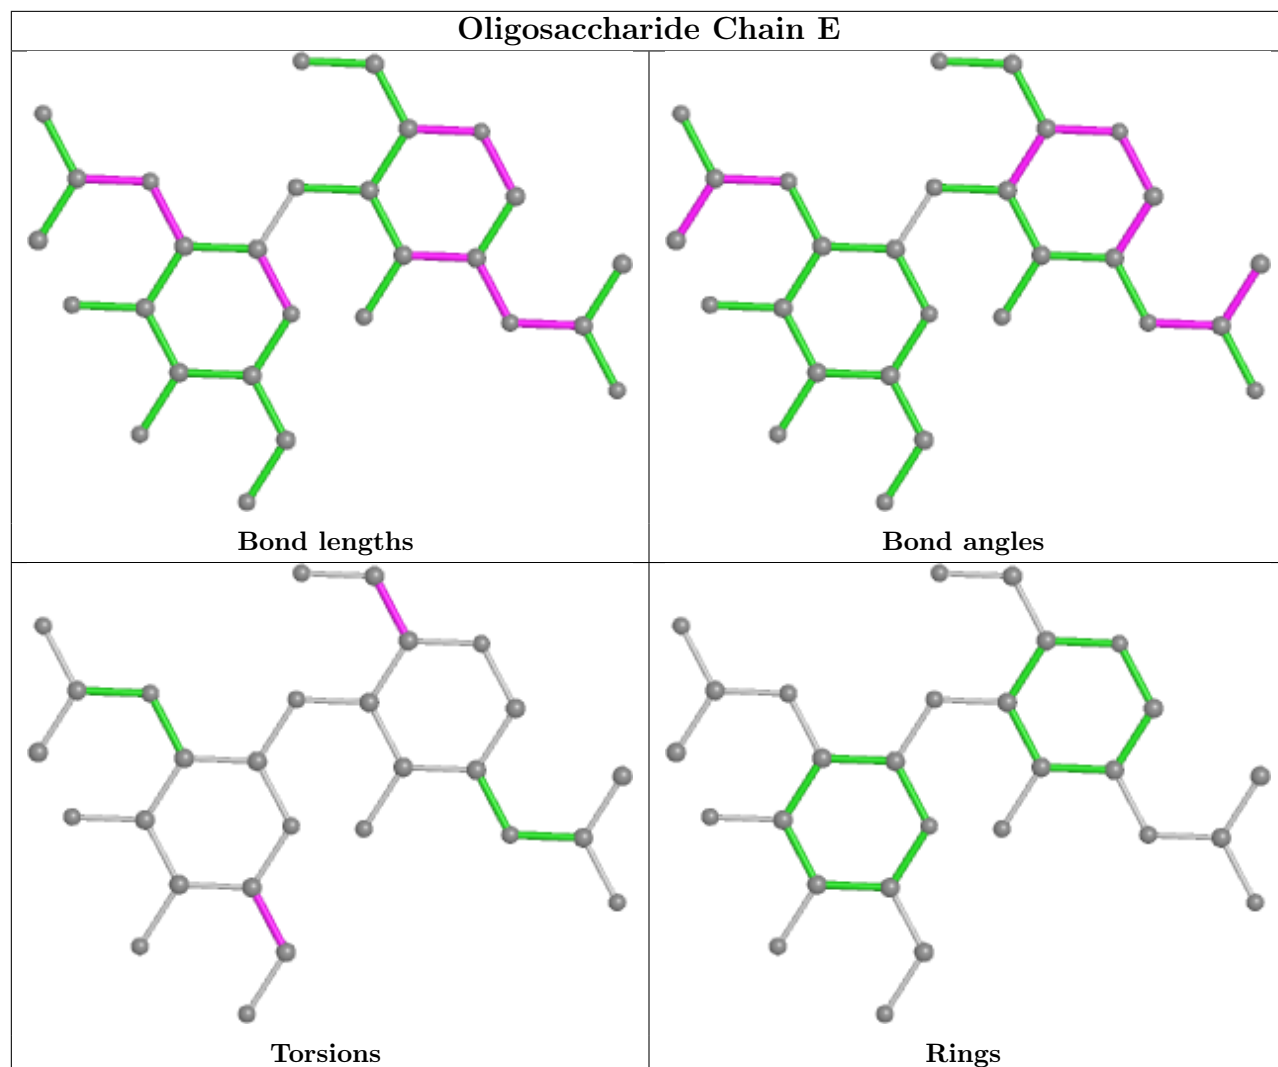 Oligosaccharide Chain E
Bond lengths
Bond angles
Torsions
Rings